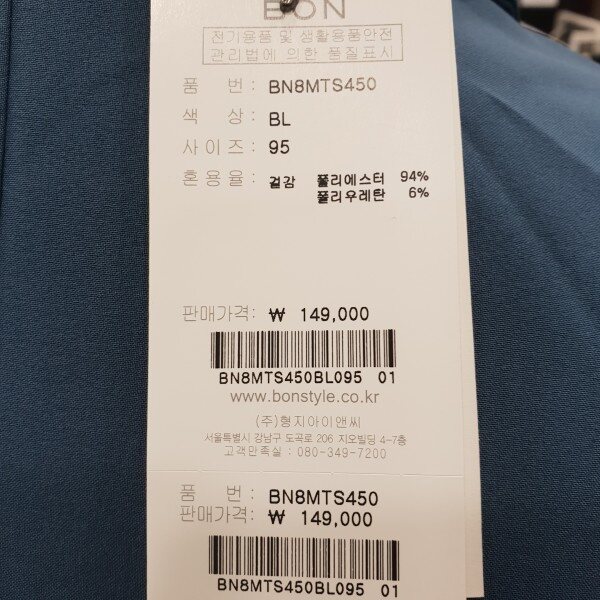 BON
전기용품 및 생활용품안전
관리법에 의한 품질표시
품 번: BN8MTS450
색 상: BL
사이즈: 95
혼용율: 겉감 폴리에스터 94%
폴리우레탄 6%
판매가격: ₩ 149,000
BN8MTS450BL095 01
www.bonstyle.co.kr
(주)형지아이앤씨
서울특별시 강남구 도곡로 206 지오빌딩 4-7층
고객만족실 : 080-349-7200
품 번: BN8MTS450
판매가격: ₩ 149,000
BN8MTS450BL095 01